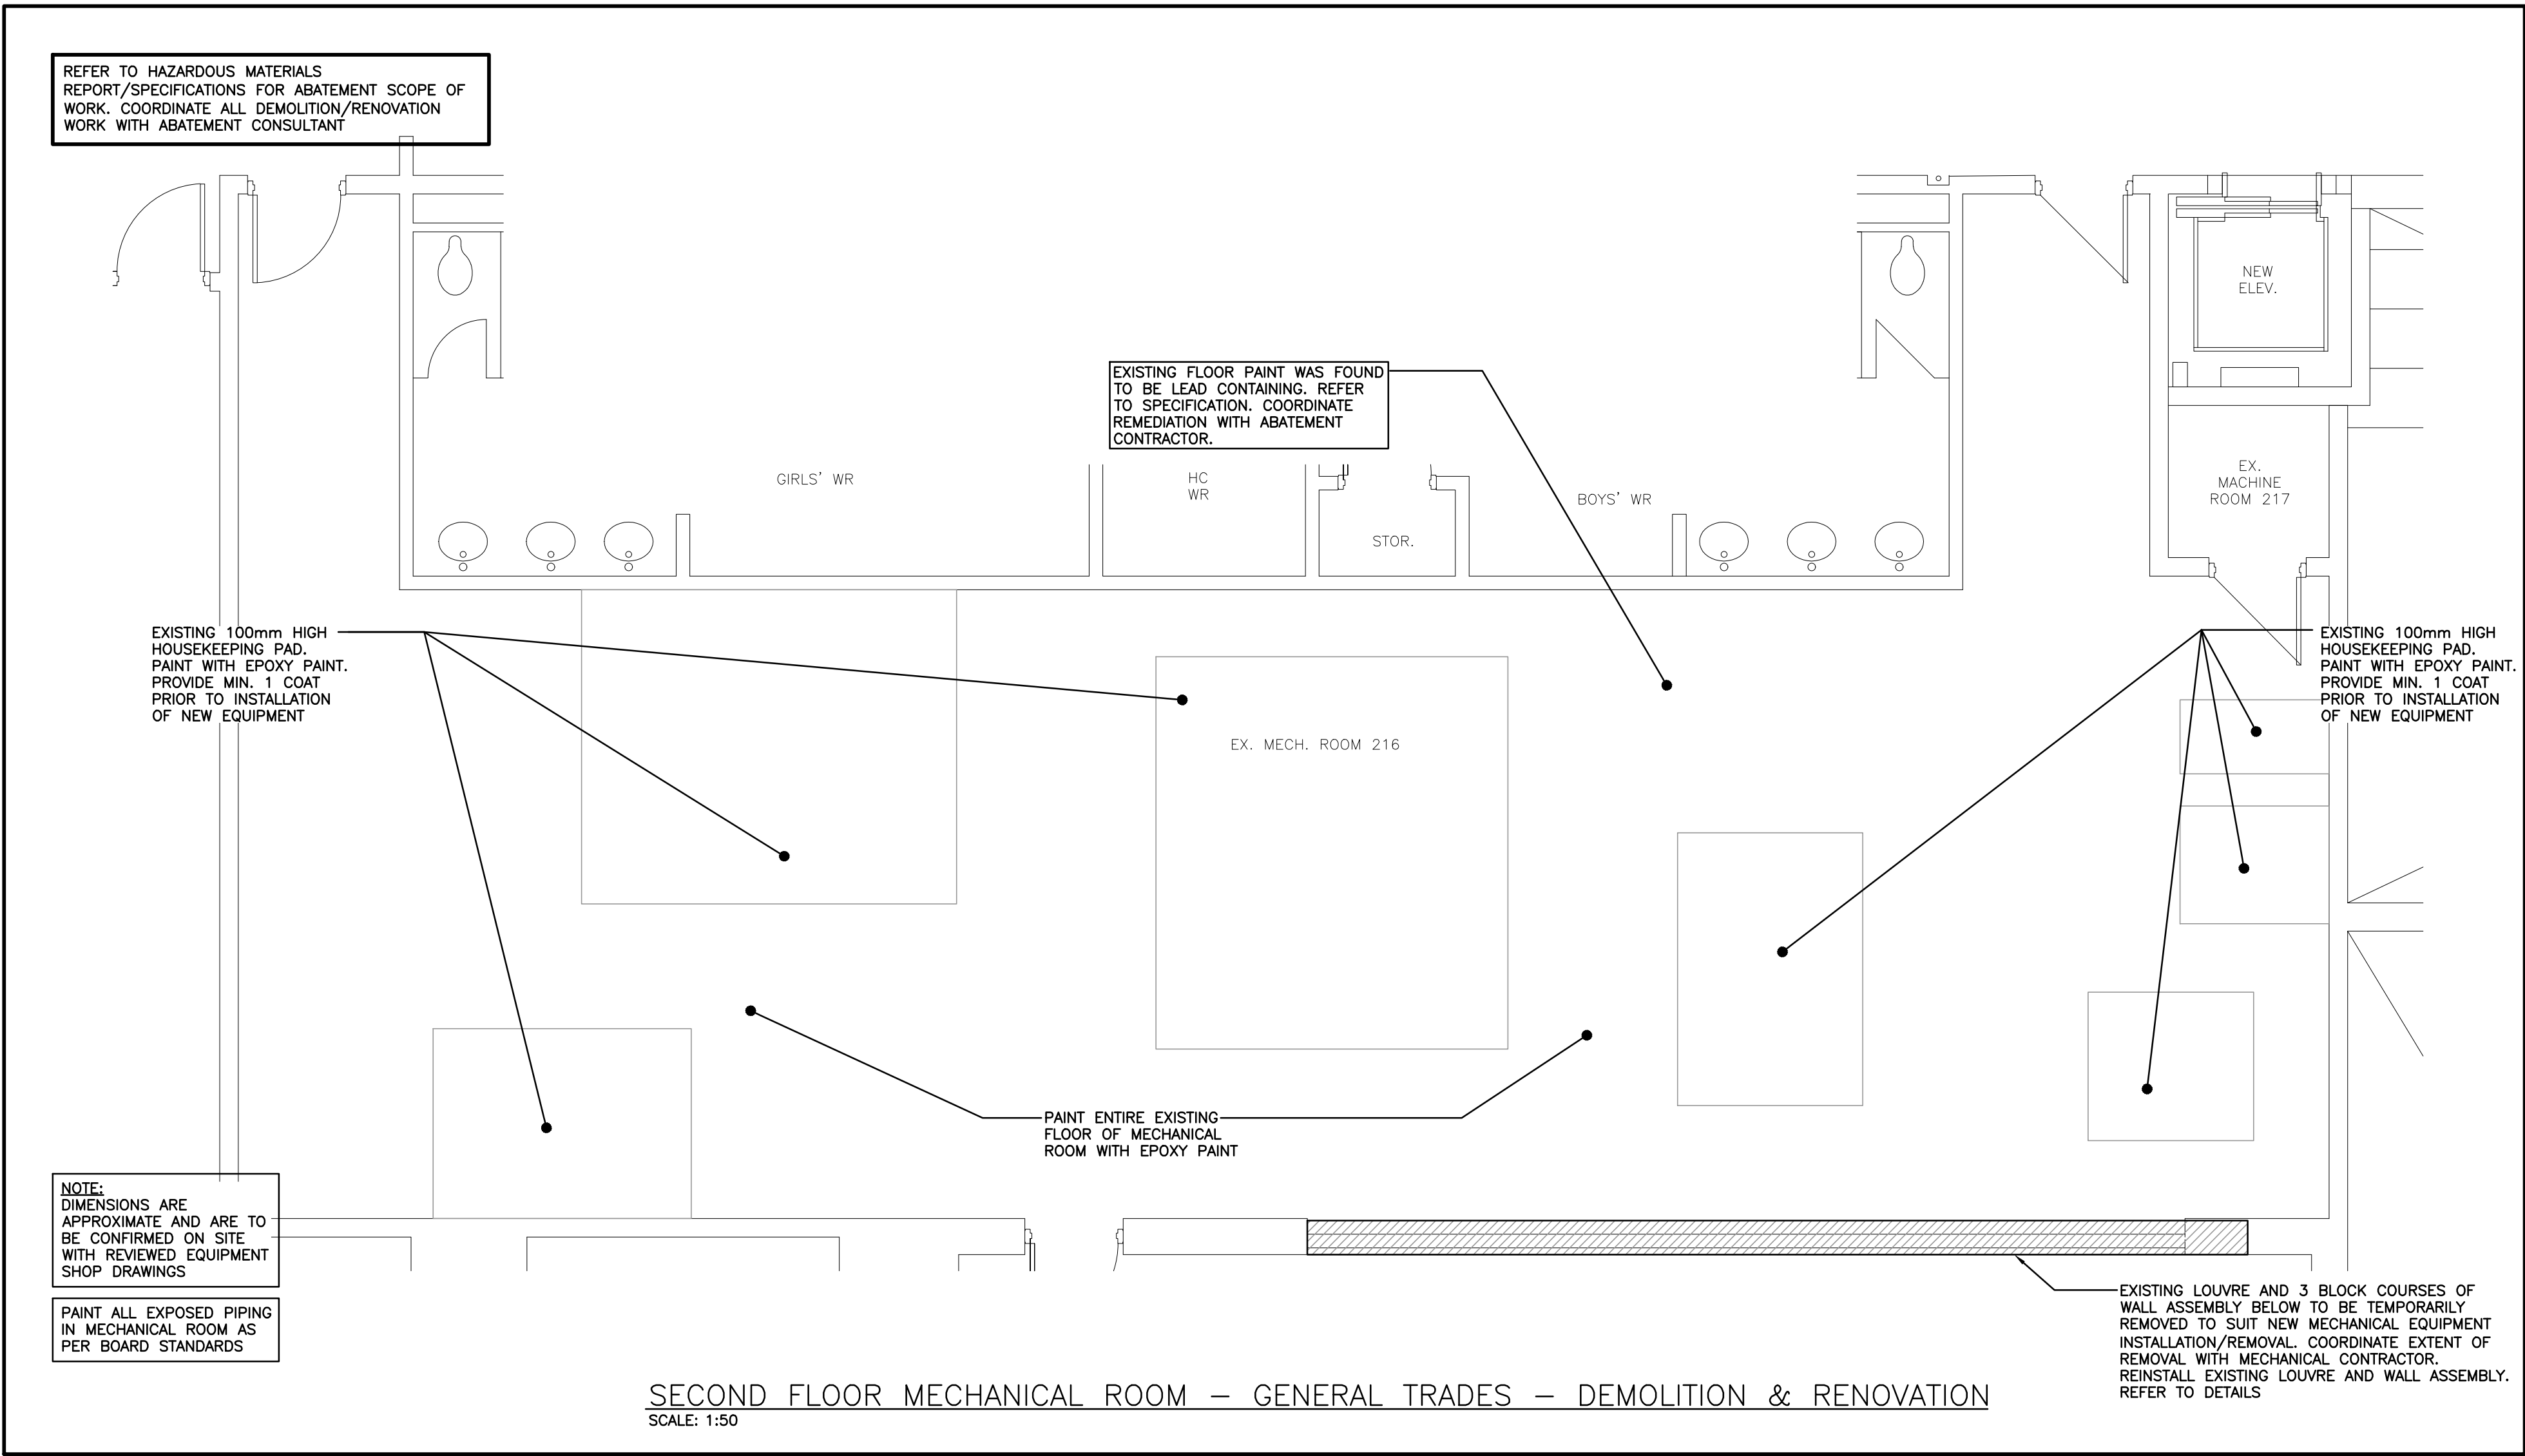 REFER TO HAZARDOUS MATERIALS
REPORT/SPECIFICATIONS FOR ABATEMENT SCOPE OF
WORK. COORDINATE ALL DEMOLITION/RENOVATION
WORK WITH ABATEMENT CONSULTANT
NEW
ELEV.
EXISTING FLOOR PAINT WAS FOUND
TO BE LEAD CONTAINING. REFER
TO SPECIFICATION. COORDINATE
REMEDIATION WITH ABATEMENT
CONTRACTOR.
GIRLS' WR
HC
WR
STOR.
BOYS' WR
EX.
MACHINE
ROOM 217
EXISTING 100mm HIGH
HOUSEKEEPING PAD.
PAINT WITH EPOXY PAINT.
PROVIDE MIN. 1 COAT
PRIOR TO INSTALLATION
OF NEW EQUIPMENT
EXISTING 100mm HIGH
HOUSEKEEPING PAD.
PAINT WITH EPOXY PAINT.
PROVIDE MIN. 1 COAT
PRIOR TO INSTALLATION
OF NEW EQUIPMENT
EX. MECH. ROOM 216
PAINT ENTIRE EXISTING
FLOOR OF MECHANICAL
ROOM WITH EPOXY PAINT
NOTE:
DIMENSIONS ARE
APPROXIMATE AND ARE TO
BE CONFIRMED ON SITE
WITH REVIEWED EQUIPMENT
SHOP DRAWINGS
PAINT ALL EXPOSED PIPING
IN MECHANICAL ROOM AS
PER BOARD STANDARDS
EXISTING LOUVRE AND 3 BLOCK COURSES OF
WALL ASSEMBLY BELOW TO BE TEMPORARILY
REMOVED TO SUIT NEW MECHANICAL EQUIPMENT
INSTALLATION/REMOVAL. COORDINATE EXTENT OF
REMOVAL WITH MECHANICAL CONTRACTOR.
REINSTALL EXISTING LOUVRE AND WALL ASSEMBLY.
REFER TO DETAILS
SECOND FLOOR MECHANICAL ROOM – GENERAL TRADES – DEMOLITION & RENOVATION
SCALE: 1:50